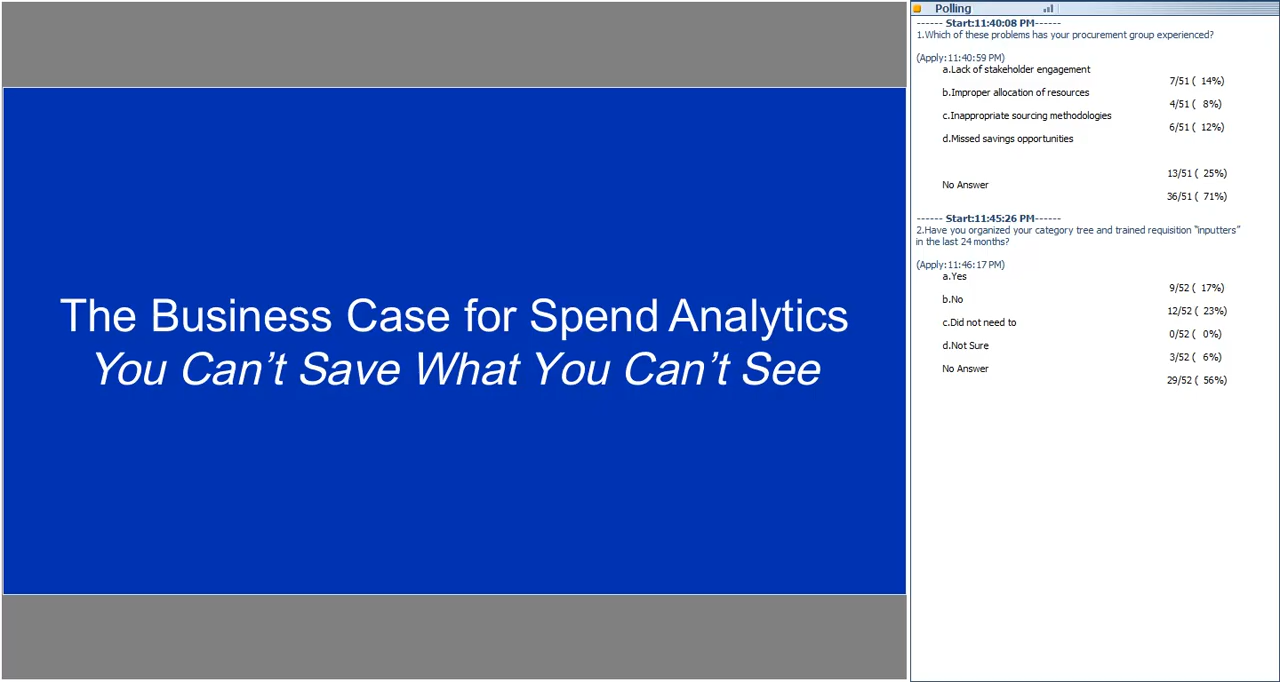 The Business Case for Spend Analytics
You Can’t Save What You Can’t See
Polling
------ Start:11:40:08 PM------
1.Which of these problems has your procurement group experienced?
(Apply:11:40:59 PM)
a.Lack of stakeholder engagement
7/51 ( 14%)
b.Improper allocation of resources
4/51 ( 8%)
c.Inappropriate sourcing methodologies
6/51 ( 12%)
d.Missed savings opportunities
13/51 ( 25%)
No Answer
36/51 ( 71%)
------ Start:11:45:26 PM------
2.Have you organized your category tree and trained requisition “inputters”
in the last 24 months?
(Apply:11:46:17 PM)
a.Yes
9/52 ( 17%)
b.No
12/52 ( 23%)
c.Did not need to
0/52 ( 0%)
d.Not Sure
3/52 ( 6%)
No Answer
29/52 ( 56%)